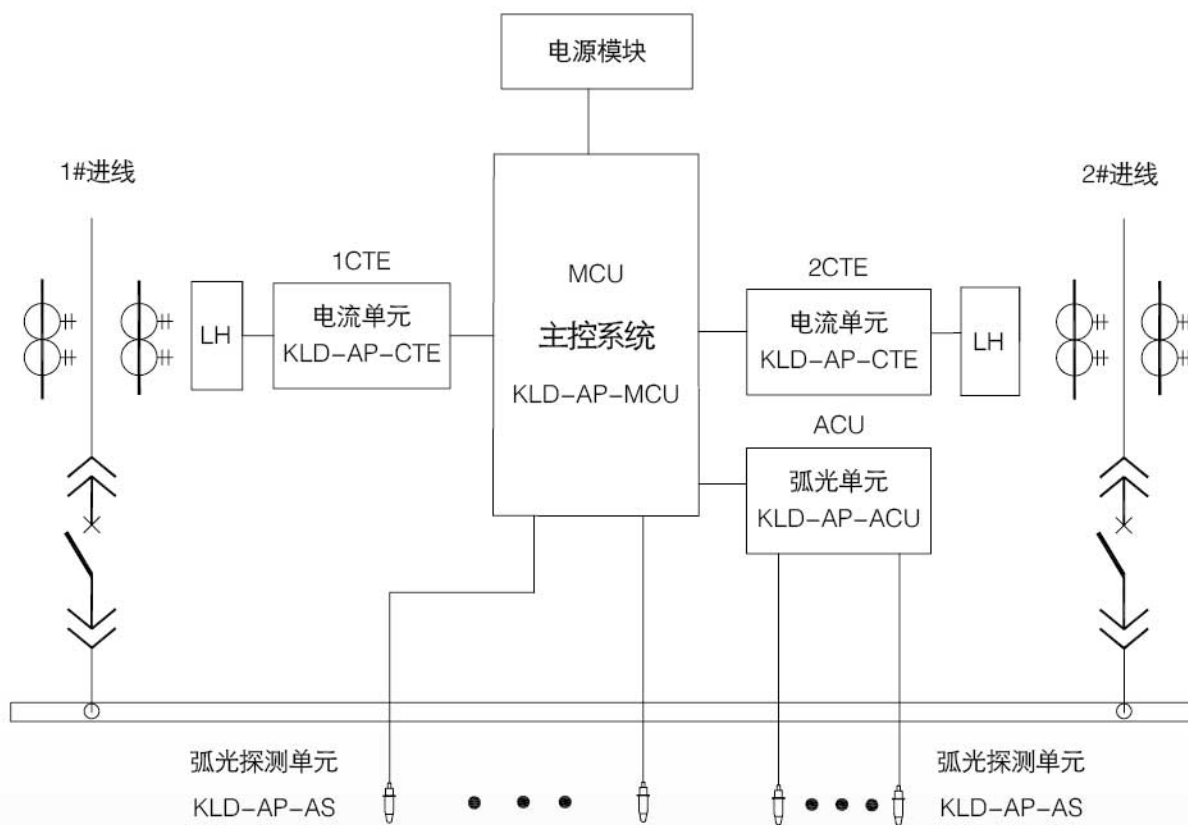 电源模块
1#进线
2#进线
1CTE
MCU
2CTE
LH
电流单元
KLD-AP-CTE
主控系统
KLD-AP-MCU
电流单元
KLD-AP-CTE
LH
ACU
弧光单元
KLD-AP-ACU
弧光探测单元
KLD-AP-AS
弧光探测单元
KLD-AP-AS